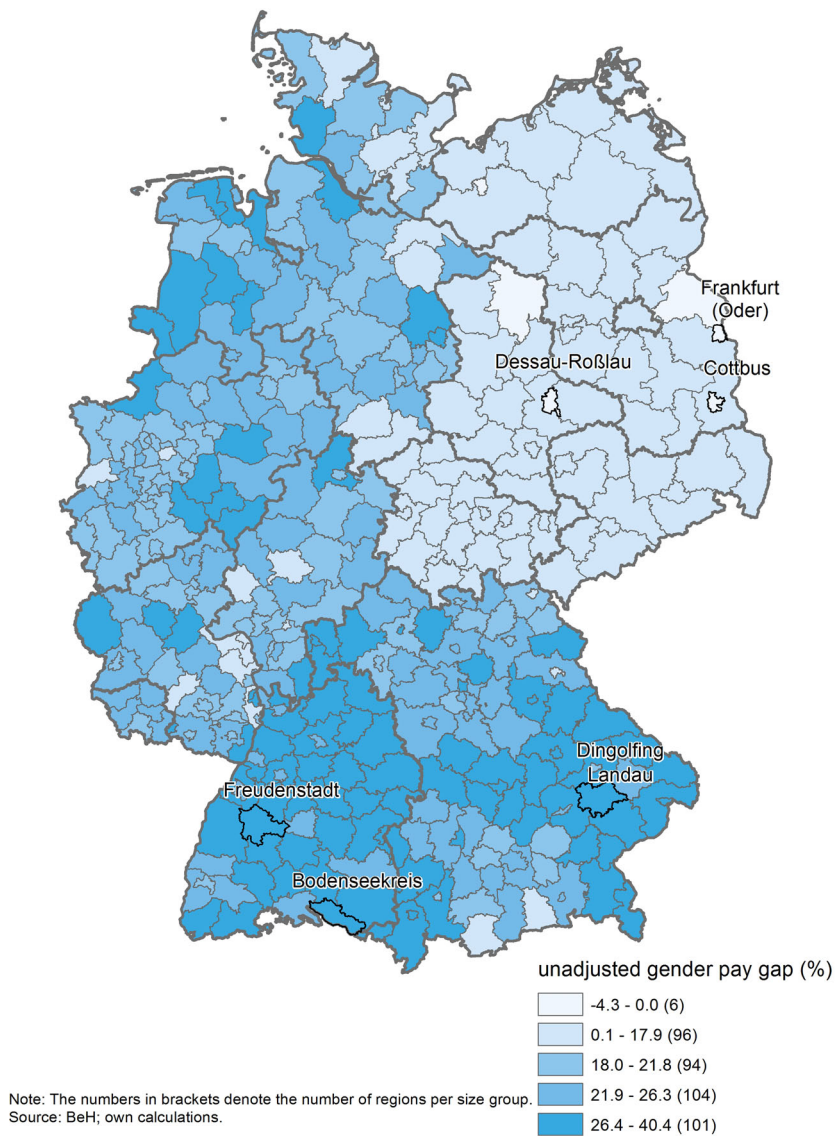 Frankfurt
(Oder)
Dessau-Roßlau
Cottbus
Dingolfing
Landau
Freudenstadt
Bodenseekreis
unadjusted gender pay gap (%)
-4.3 - 0.0 (6)
0.1 - 17.9 (96)
18.0 - 21.8 (94)
21.9 - 26.3 (104)
26.4 - 40.4 (101)
Note: The numbers in brackets denote the number of regions per size group.
Source: BeH; own calculations.